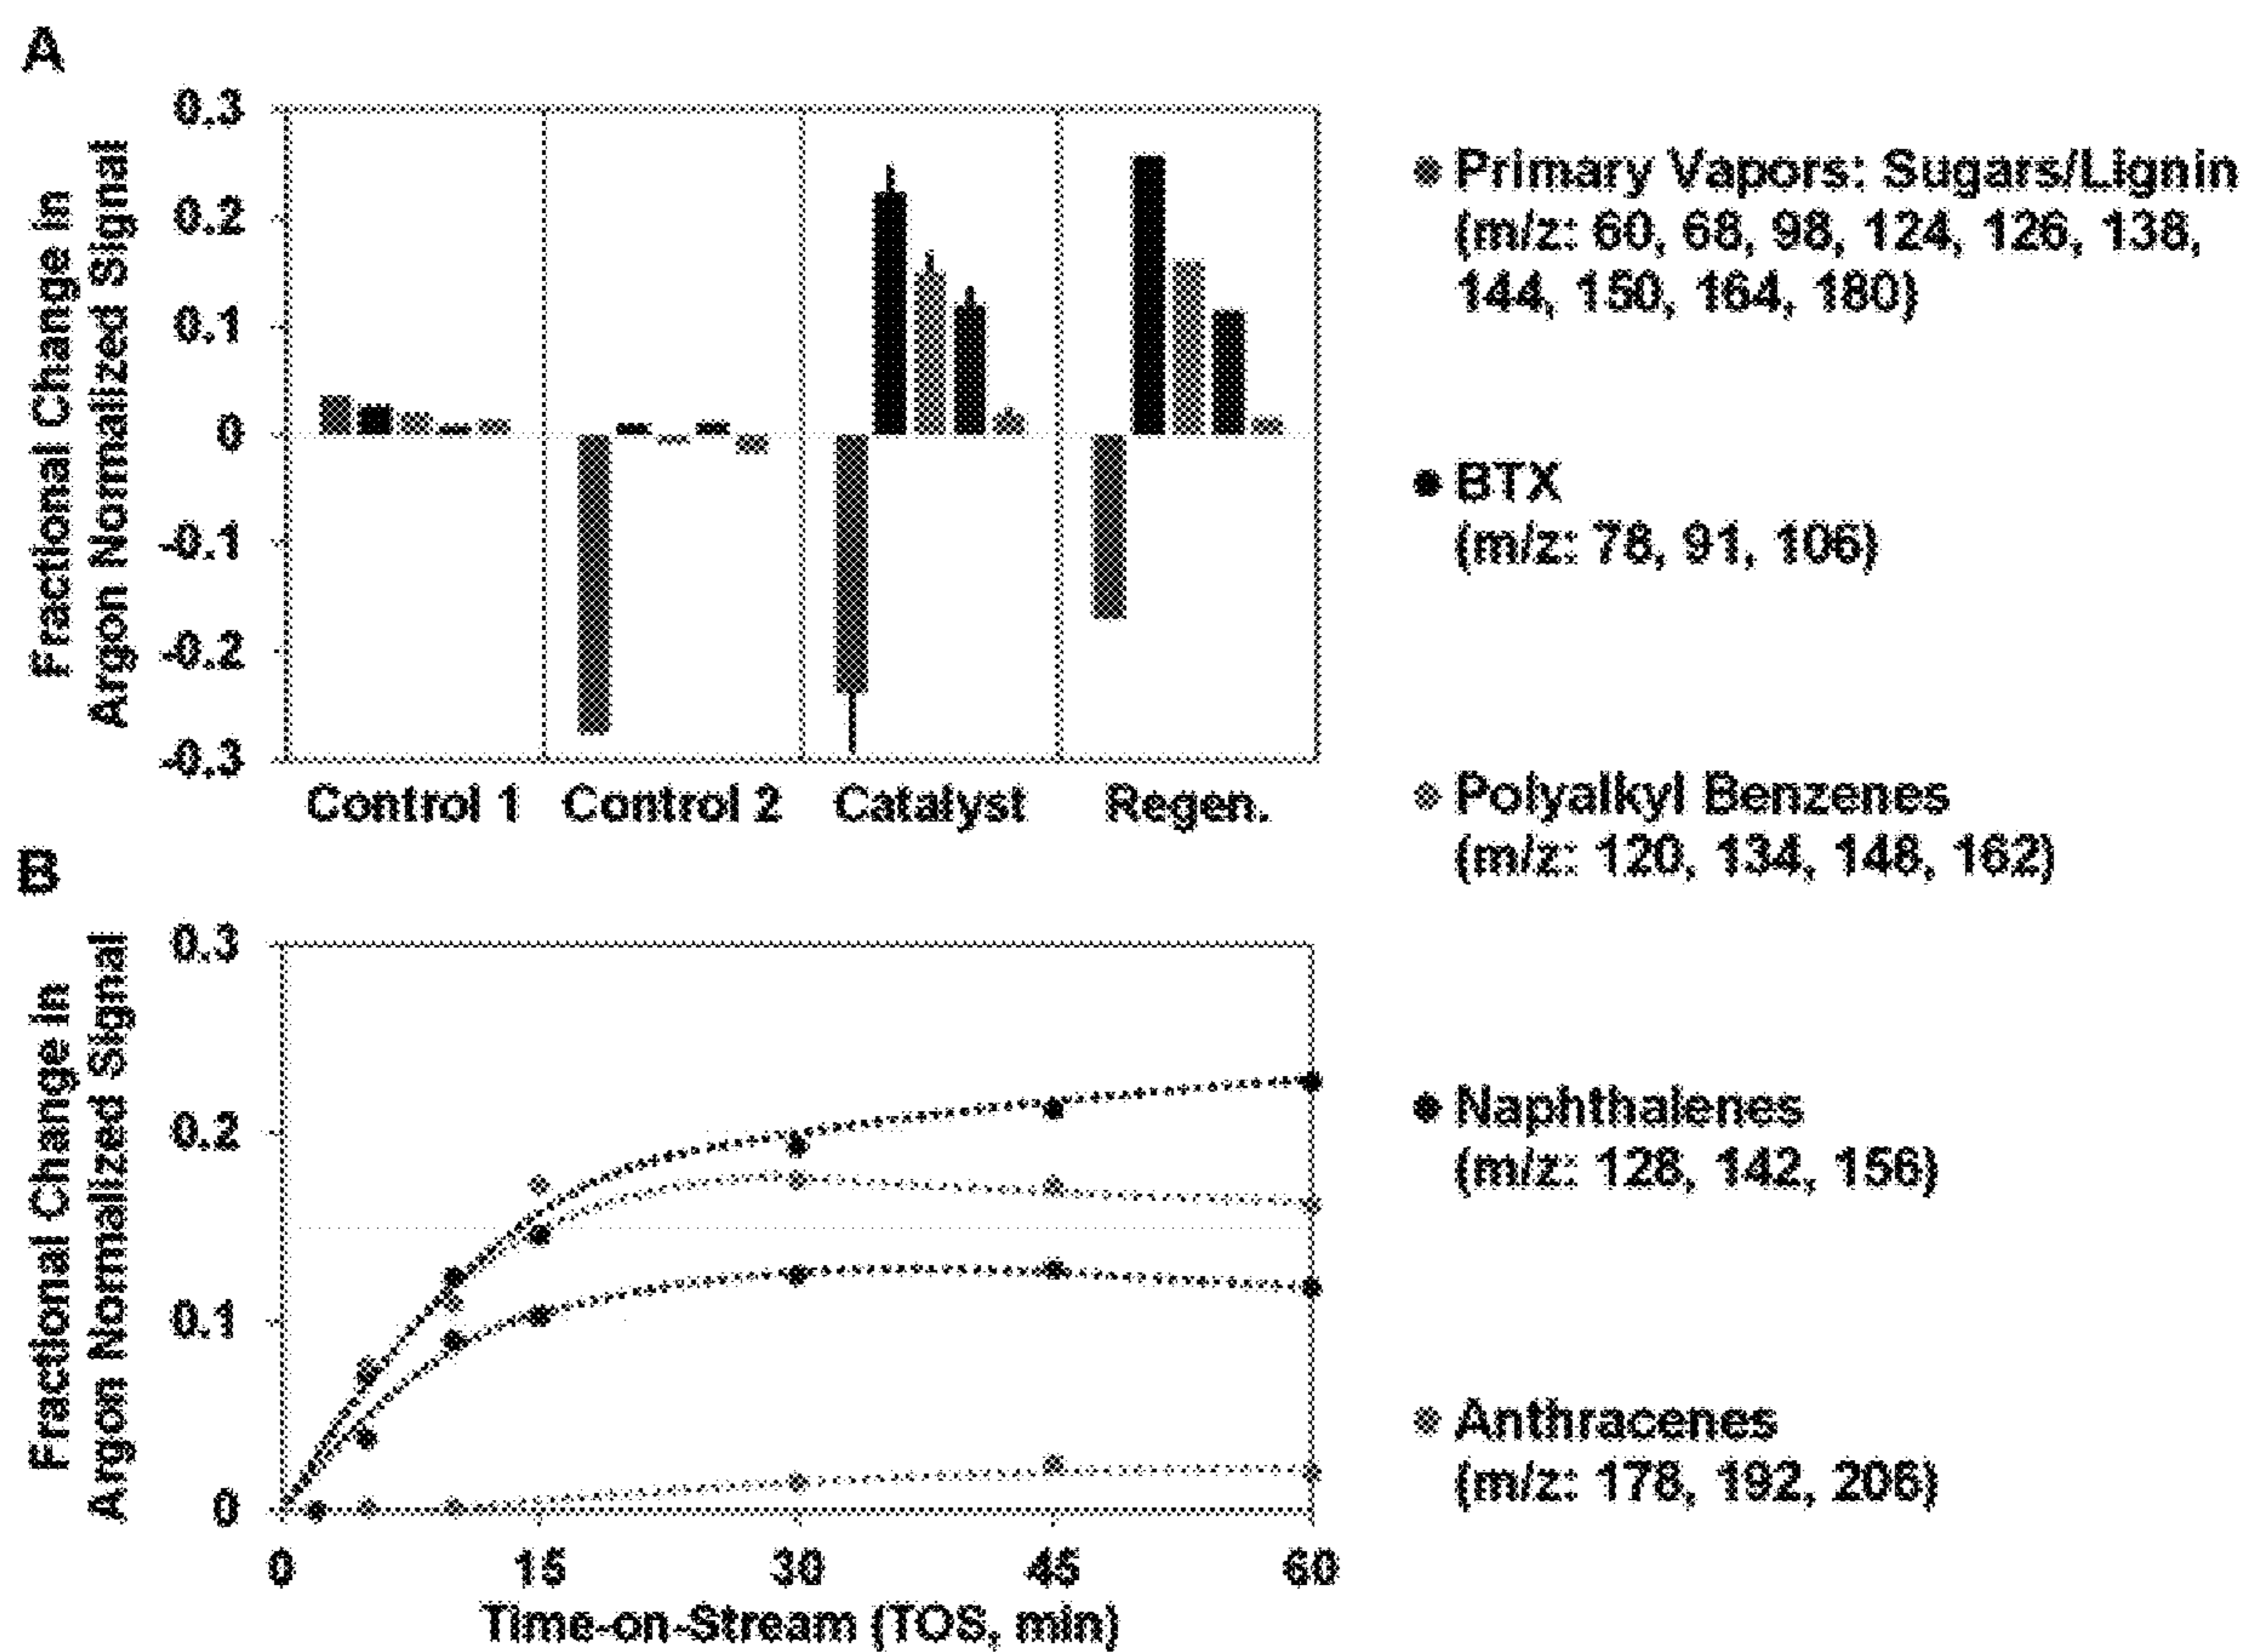 A
0.3
0.2
0.1
0
-0.1
-0.2
-0.3
Fractional Change in
Argon Normalized Signal
Control 1
Control 2
Catalyst
Regen.
B
0.3
0.2
0.1
0
Fractional Change in
Argon Normalized Signal
0
15
30
45
60
Time-on-Stream (TOS, min)
Primary Vapors: Sugars/Lignin
(m/z: 60, 68, 98, 124, 126, 138,
144, 150, 164, 180)
BTX
(m/z: 78, 91, 106)
Polyalkyl Benzenes
(m/z: 120, 134, 148, 162)
Naphthalenes
(m/z: 128, 142, 156)
Anthracenes
(m/z: 178, 192, 206)